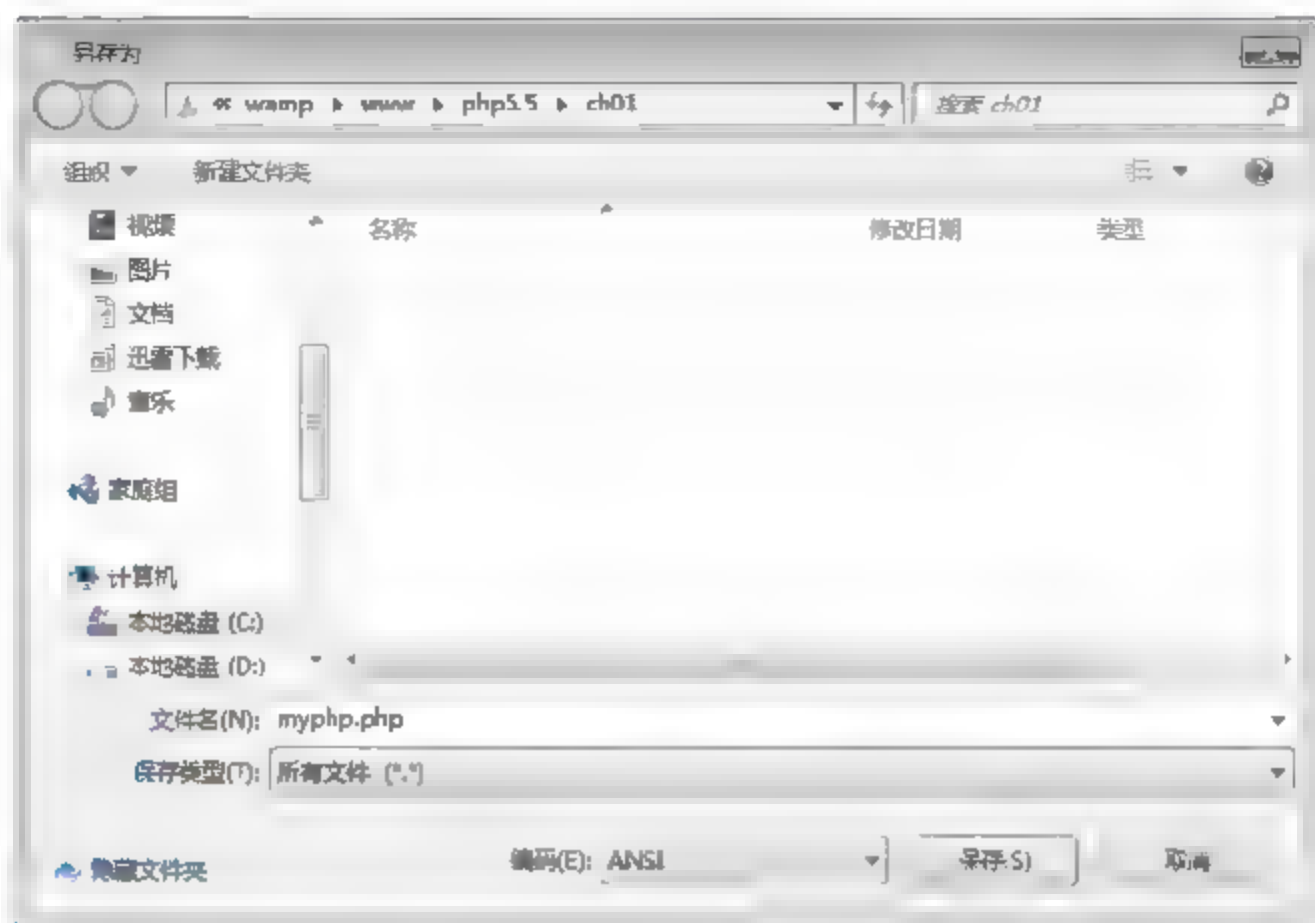 另存为
« wamp ▸ www ▸ php5.5 ▸ ch01 搜索 ch01
组织 新建文件夹
视频 名称 修改日期 类型
图片
文档
迅雷下载
音乐
家庭组
计算机
本地磁盘 (C:)
本地磁盘 (D:)
文件名(N): myphp.php
保存类型(T): 所有文件 (*.*)
隐藏文件夹 编码(E): ANSI 保存(S) 取消